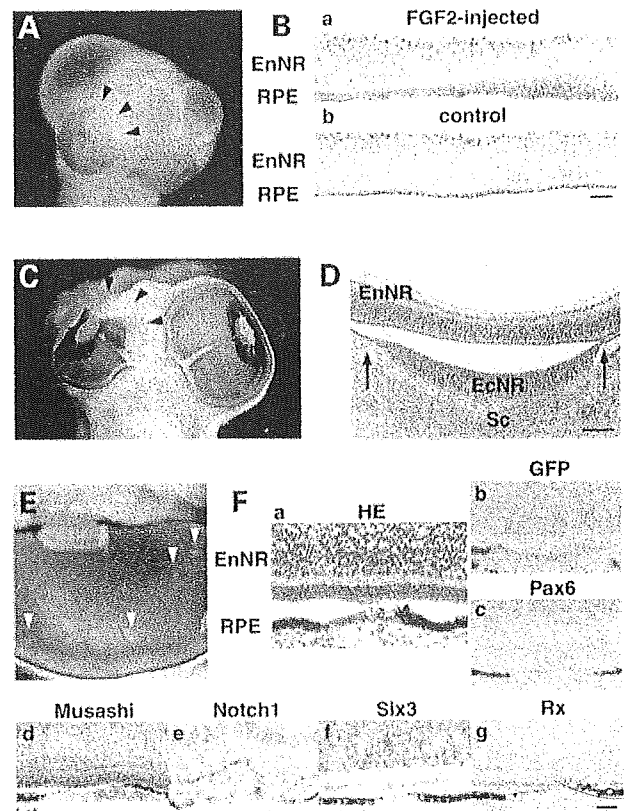 A
B
a FGF2-injected
EnNR
RPE
b control
EnNR
RPE
C
D
EnNR
EcNR
Sc
E
F
a HE
EnNR
RPE
GFP
b
Pax6
c
Musashi
d
Notch1
e
Six3
f
Rx
g